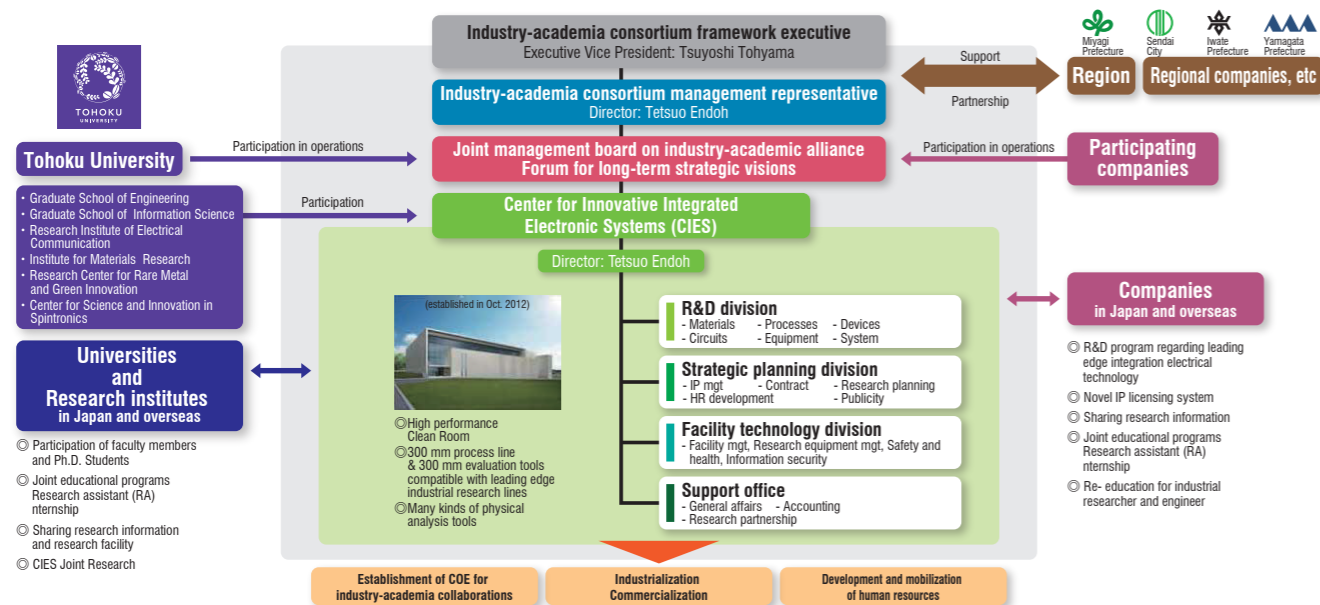 Industry-academia consortium framework executive
Executive Vice President: Tsuyoshi Tohyama
Industry-academia consortium management representative
Director: Tetsuo Endoh
Joint management board on industry-academic alliance
Forum for long-term strategic visions
Center for Innovative Integrated
Electronic Systems (CIES)
Director: Tetsuo Endoh
Support
Partnership
Miyagi
Prefecture
Sendai
City
Iwate
Prefecture
Yamagata
Prefecture
Region
Regional companies, etc
TOHOKU
UNIVERSITY
Tohoku University
Participation in operations
・Graduate School of Engineering
・Graduate School of Information Science
・Research Institute of Electrical
Communication
・Institute for Materials Research
・Research Center for Rare Metal
and Green Innovation
・Center for Science and Innovation in
Spintronics
Participation
Universities
and
Research institutes
in Japan and overseas
◎ Participation of faculty members
and Ph.D. Students
◎ Joint educational programs
Research assistant (RA)
nternship
◎ Sharing research information
and research facility
◎ CIES Joint Research
(established in Oct. 2012)
◎High performance
Clean Room
◎300 mm process line
& 300 mm evaluation tools
compatible with leading edge
industrial research lines
◎Many kinds of physical
analysis tools
R&D division
- Materials - Processes - Devices
- Circuits - Equipment - System
Strategic planning division
- IP mgt - Contract - Research planning
- HR development - Publicity
Facility technology division
- Facility mgt, Research equipment mgt, Safety and
health, Information security
Support office
- General affairs - Accounting
- Research partnership
Participation in operations
Participating
companies
Companies
in Japan and overseas
◎ R&D program regarding leading
edge integration electrical
technology
◎ Novel IP licensing system
◎ Sharing research information
◎ Joint educational programs
Research assistant (RA)
nternship
◎ Re- education for industrial
researcher and engineer
Establishment of COE for
industry-academia collaborations
Industrialization
Commercialization
Development and mobilization
of human resources